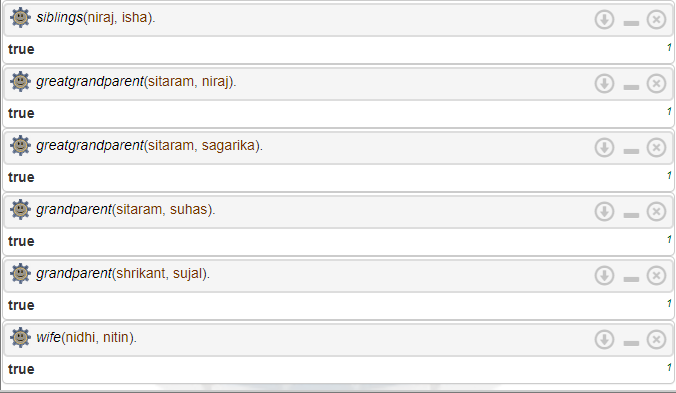 siblings(niraj, isha).
true 1
greatgrandparent(sitaram, niraj).
true 1
greatgrandparent(sitaram, sagarika).
true 1
grandparent(sitaram, suhas).
true 1
grandparent(shrikant, sujal).
true 1
wife(nidhi, nitin).
true 1